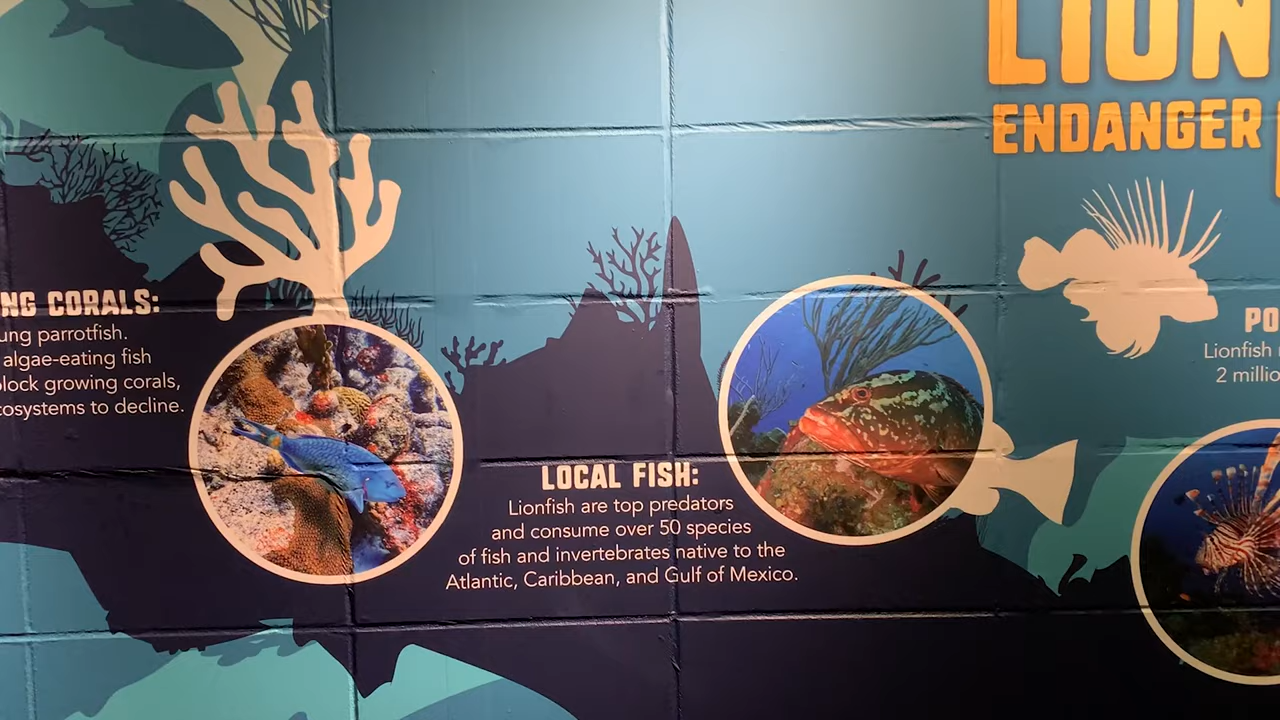 LION
ENDANGER
NG CORALS:
ung parrotfish.
algae-eating fish
block growing corals,
cosystems to decline.
LOCAL FISH:
Lionfish are top predators
and consume over 50 species
of fish and invertebrates native to the
Atlantic, Caribbean, and Gulf of Mexico.
PO
Lionfish
2 millio